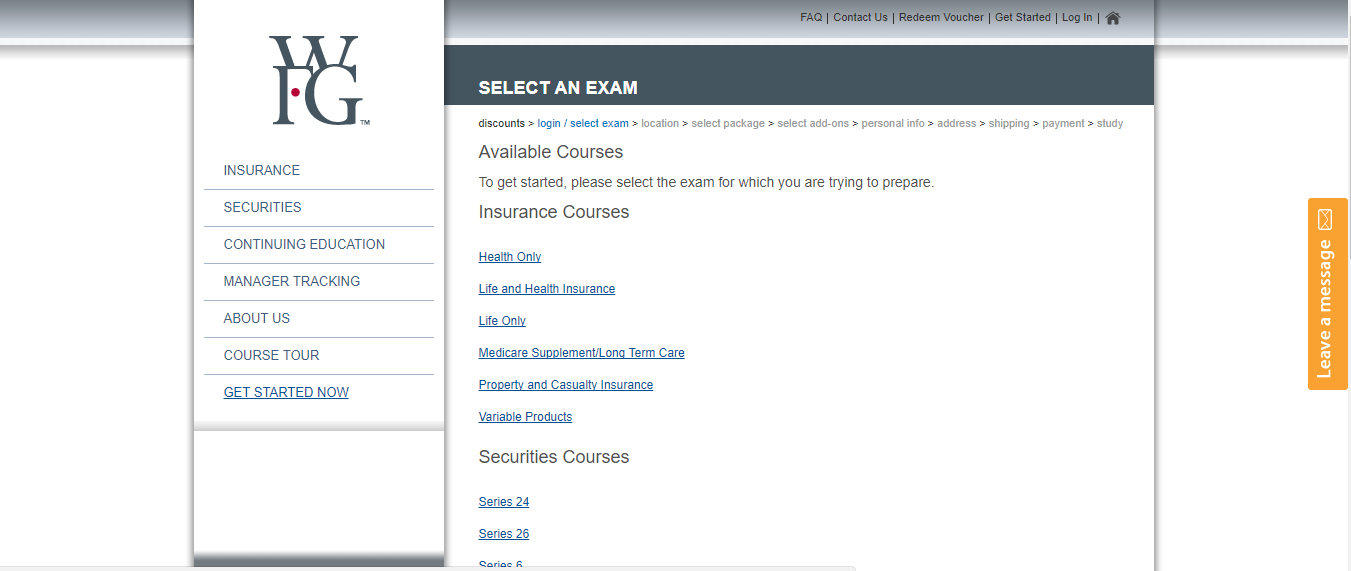 FAQ | Contact Us | Redeem Voucher | Get Started | Log In |
WFG™
INSURANCE
SECURITIES
CONTINUING EDUCATION
MANAGER TRACKING
ABOUT US
COURSE TOUR
GET STARTED NOW
SELECT AN EXAM
discounts > login / select exam > location > select package > select add-ons > personal info > address > shipping > payment > study
Available Courses
To get started, please select the exam for which you are trying to prepare.
Insurance Courses
Health Only
Life and Health Insurance
Life Only
Medicare Supplement/Long Term Care
Property and Casualty Insurance
Variable Products
Securities Courses
Series 24
Series 26
Series 6
Leave a message